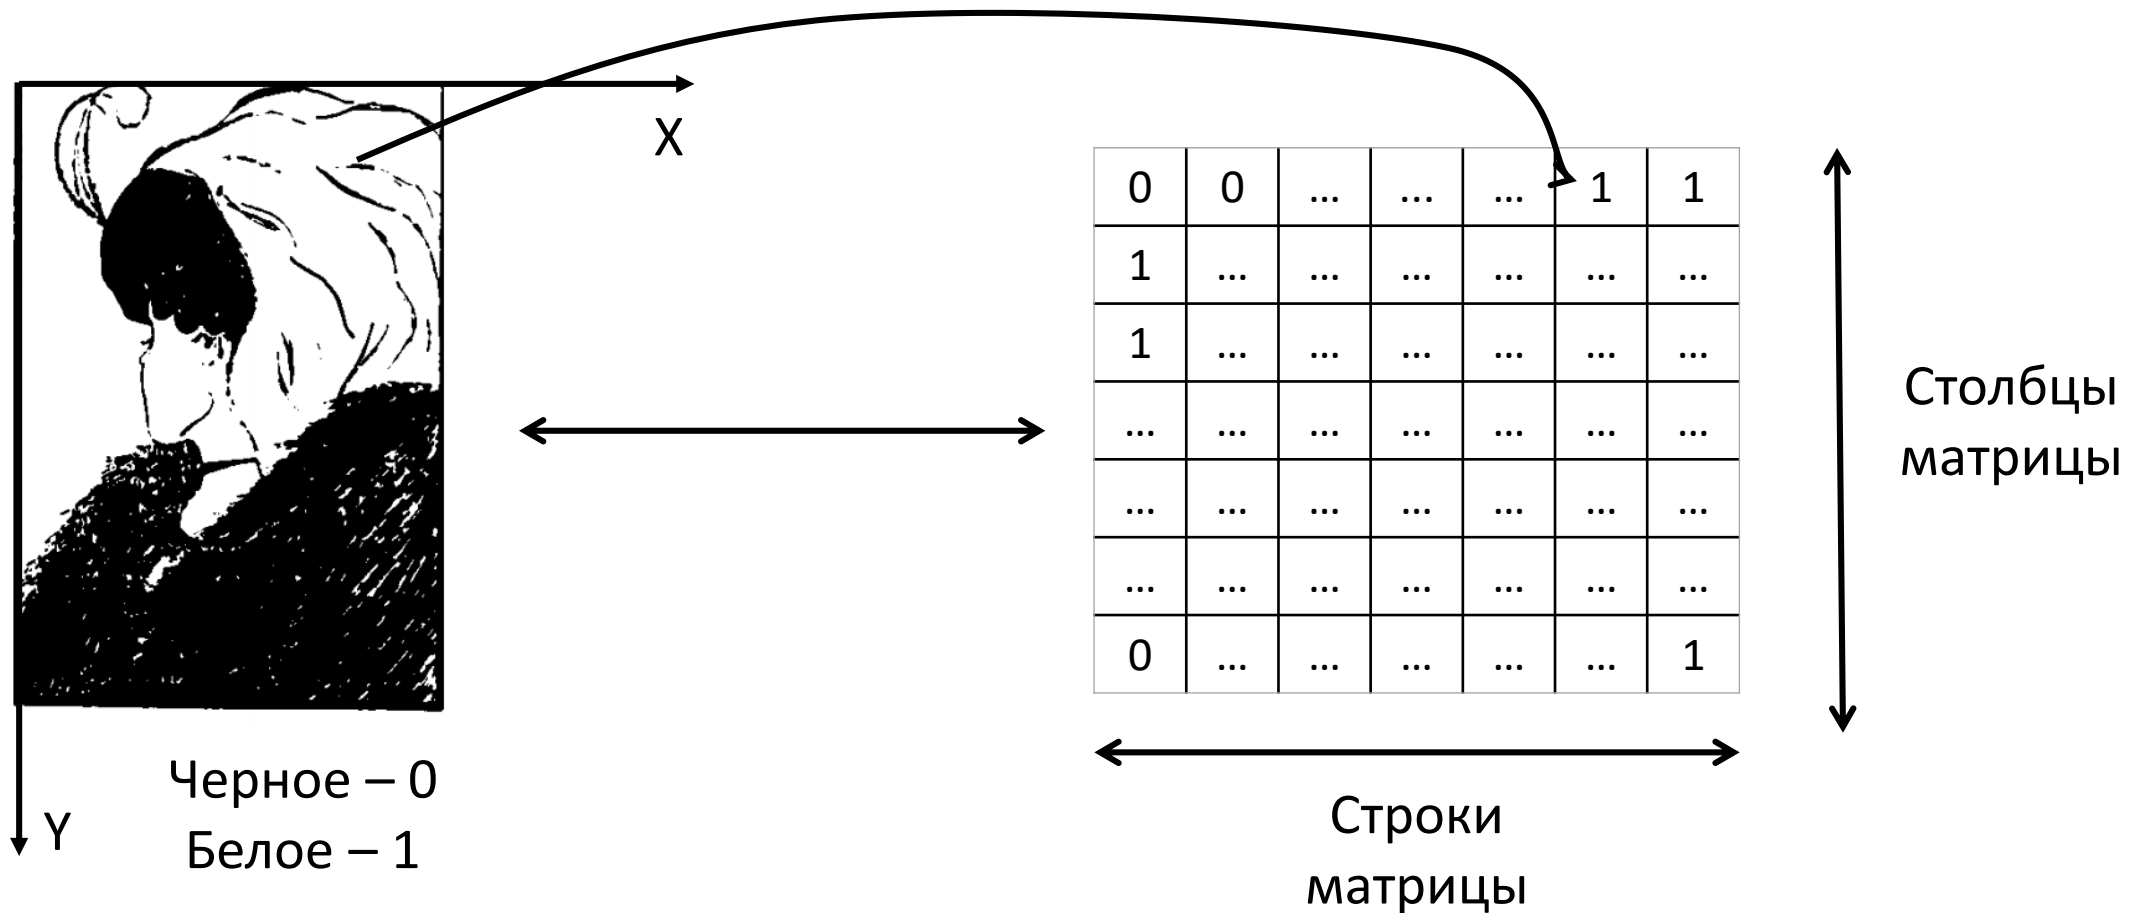 X
0 0 ... ... ... 1 1
1 ... ... ... ... ... ...
1 ... ... ... ... ... ...
... ... ... ... ... ... ...
... ... ... ... ... ... ...
... ... ... ... ... ... ...
0 ... ... ... ... ... 1
Столбцы
матрицы
Черное – 0
Белое – 1
Y
Строки
матрицы